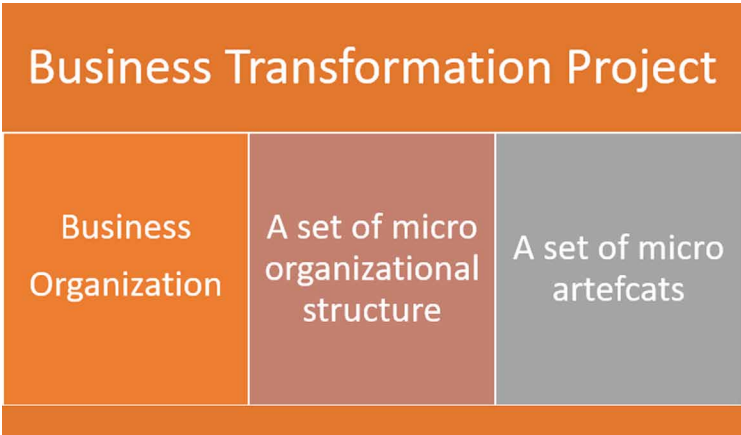 Business Transformation Project
Business
Organization
A set of micro
organizational
structure
A set of micro
artefcats